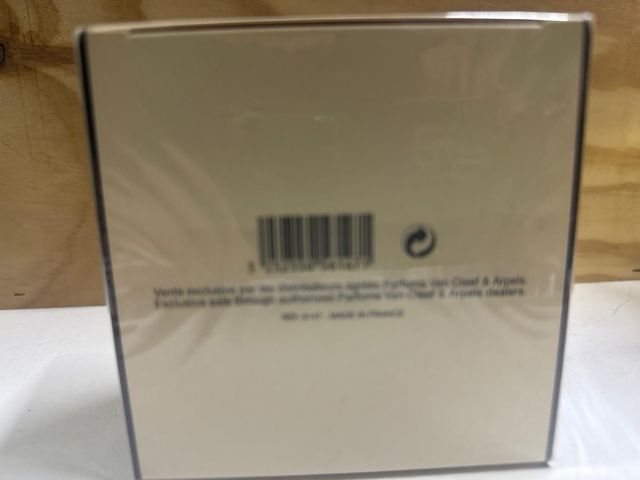 Vente exclusive par les distributeurs agréés Parfums Van Cleef & Arpels.
Exclusive sale through authorized Parfums Van Cleef & Arpels dealers.
MADE IN FRANCE